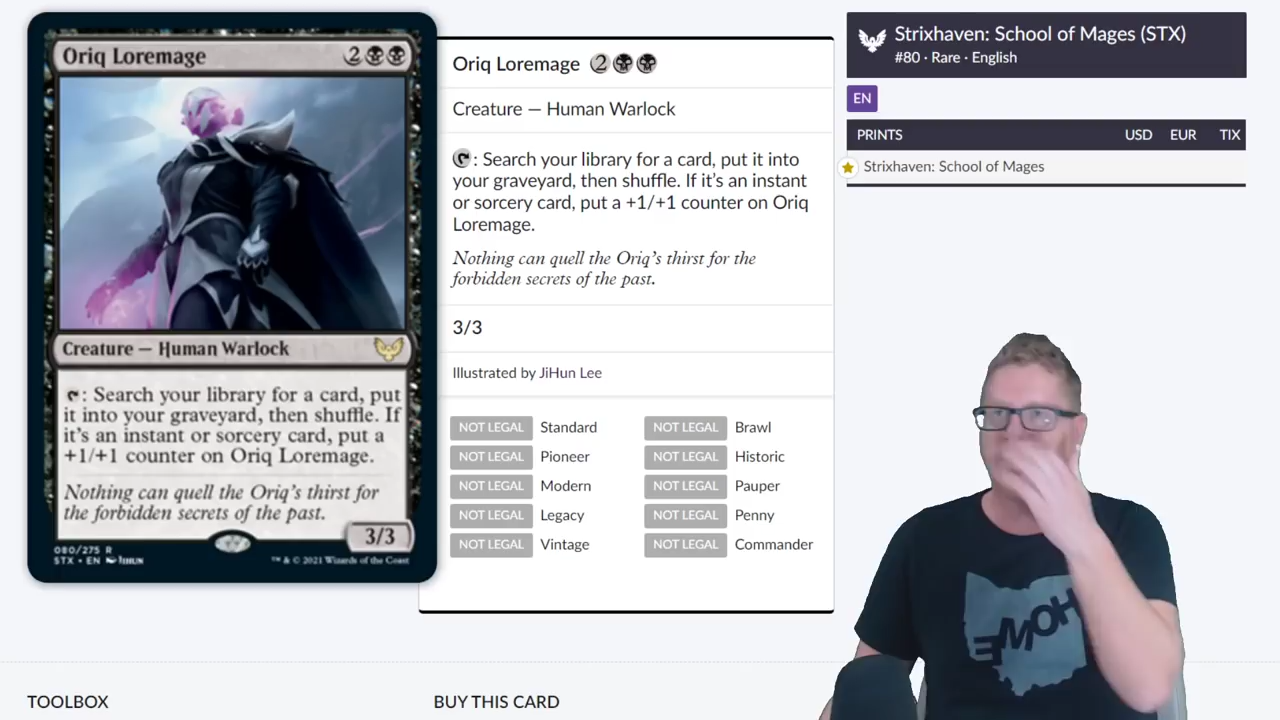 Oriq Loremage
Creature — Human Warlock
: Search your library for a card, put
it into your graveyard, then shuffle. If
it's an instant or sorcery card, put a
+1/+1 counter on Oriq Loremage.
Nothing can quell the Oriq's thirst for
the forbidden secrets of the past.
3/3
080/275 R
STX • EN JIHUN
™ & © 2021 Wizards of the Coast
Oriq Loremage
Creature — Human Warlock
: Search your library for a card, put it into
your graveyard, then shuffle. If it's an instant
or sorcery card, put a +1/+1 counter on Oriq
Loremage.
Nothing can quell the Oriq's thirst for the
forbidden secrets of the past.
3/3
Illustrated by JiHun Lee
NOT LEGAL Standard NOT LEGAL Brawl
NOT LEGAL Pioneer NOT LEGAL Historic
NOT LEGAL Modern NOT LEGAL Pauper
NOT LEGAL Legacy NOT LEGAL Penny
NOT LEGAL Vintage NOT LEGAL Commander
Strixhaven: School of Mages (STX)
#80 · Rare · English
EN
PRINTS USD EUR TIX
Strixhaven: School of Mages
HOME
TOOLBOX
BUY THIS CARD